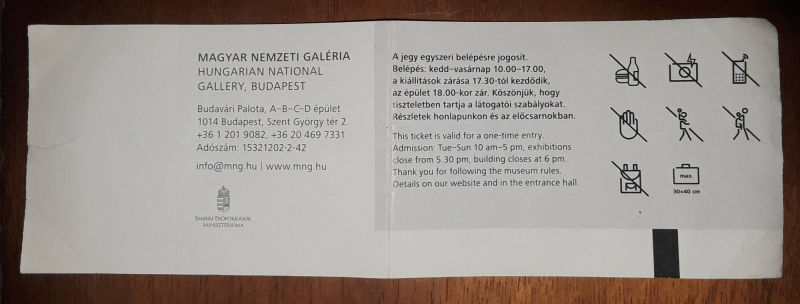 MAGYAR NEMZETI GALÉRIA
HUNGARIAN NATIONAL
GALLERY, BUDAPEST
Budavári Palota, A–B–C–D épület
1014 Budapest, Szent György tér 2.
+36 1 201 9082, +36 20 469 7331
Adószám: 15321202-2-42
info@mng.hu | www.mng.hu
EMBERI ERŐFORRÁSOK
MINISZTÉRIUMA
A jegy egyszeri belépésre jogosít.
Belépés: kedd–vasárnap 10.00–17.00,
a kiállítások zárása 17.30-tól kezdődik,
az épület 18.00-kor zár. Köszönjük, hogy
tiszteletben tartja a látogatói szabályokat.
Részletek honlapunkon és az előcsarnokban.
This ticket is valid for a one-time entry.
Admission: Tue–Sun 10 am–5 pm, exhibitions
close from 5.30 pm, building closes at 6 pm.
Thank you for following the museum rules.
Details on our website and in the entrance hall.
max.
30×40 cm